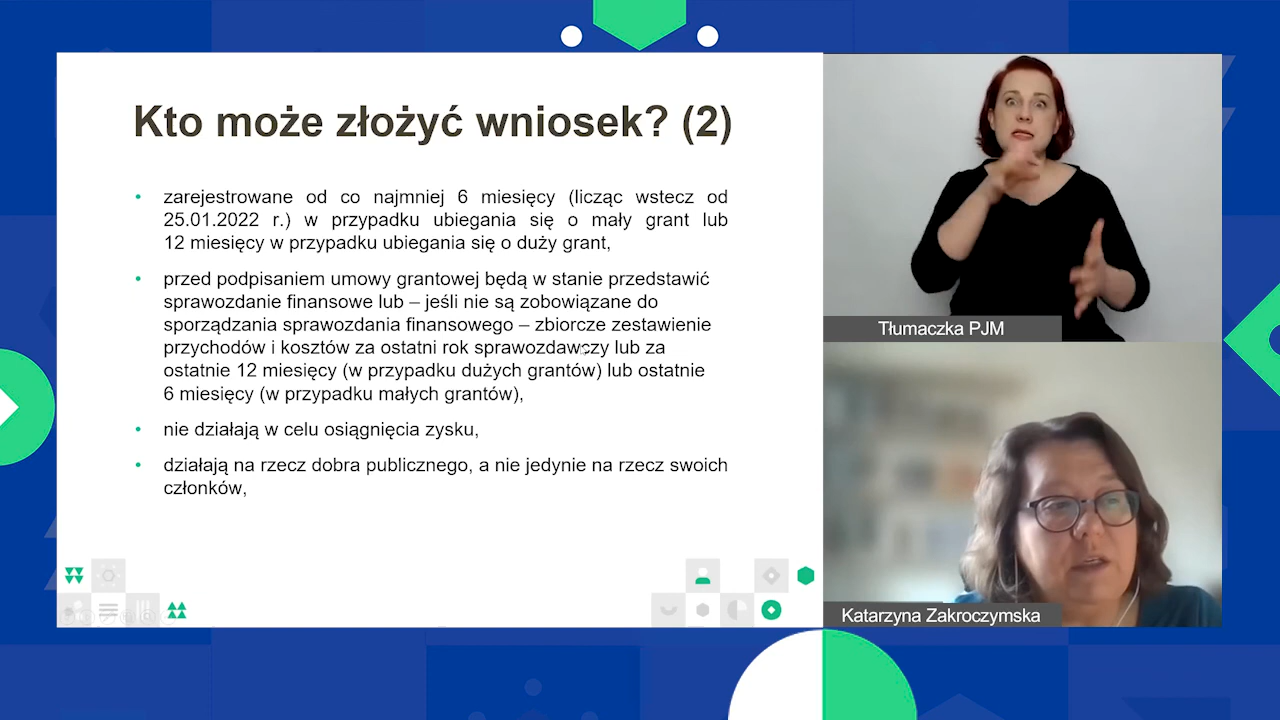 Kto może złożyć wniosek? (2)
• zarejestrowane od co najmniej 6 miesięcy (licząc wstecz od
25.01.2022 r.) w przypadku ubiegania się o mały grant lub
12 miesięcy w przypadku ubiegania się o duży grant,
• przed podpisaniem umowy grantowej będą w stanie przedstawić
sprawozdanie finansowe lub – jeśli nie są zobowiązane do
sporządzania sprawozdania finansowego – zbiorcze zestawienie
przychodów i kosztów za ostatni rok sprawozdawczy lub za
ostatnie 12 miesięcy (w przypadku dużych grantów) lub ostatnie
6 miesięcy (w przypadku małych grantów),
• nie działają w celu osiągnięcia zysku,
• działają na rzecz dobra publicznego, a nie jedynie na rzecz swoich
członków,
Tłumaczka PJM
Katarzyna Zakroczymska